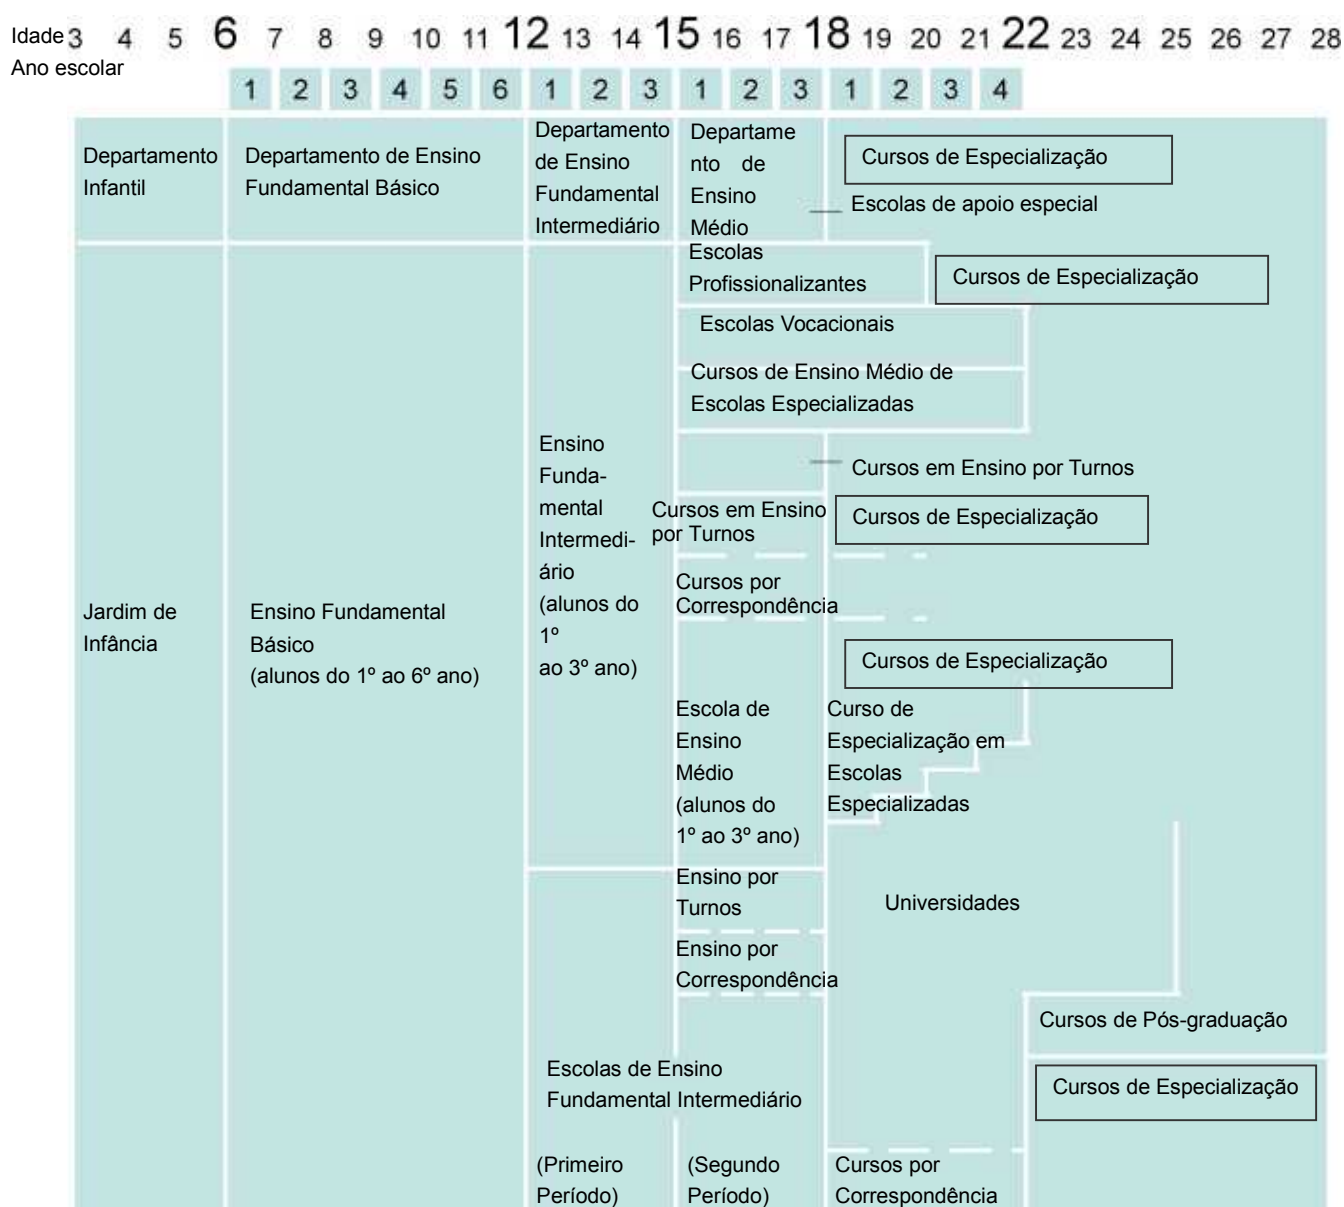 Idade 3 4 5 6 7 8 9 10 11 12 13 14 15 16 17 18 19 20 21 22 23 24 25 26 27 28
Ano escolar
1 2 3 4 5 6 1 2 3 1 2 3 1 2 3 4
Departamento
Infantil
Departamento de Ensino
Fundamental Básico
Departamento
de Ensino
Fundamental
Intermediário
Departame
nto de
Ensino
Médio
Cursos de Especialização
Escolas de apoio especial
Escolas
Profissionalizantes
Cursos de Especialização
Escolas Vocacionais
Cursos de Ensino Médio de
Escolas Especializadas
Jardim de
Infância
Ensino Fundamental
Básico
(alunos do 1º ao 6º ano)
Ensino
Funda-
mental
Intermedi-
ário
(alunos do
1º
ao 3º ano)
Cursos em Ensino por Turnos
Cursos em Ensino
por Turnos
Cursos de Especialização
Cursos por
Correspondência
Cursos de Especialização
Escola de
Ensino
Médio
(alunos do
1º ao 3º ano)
Curso de
Especialização em
Escolas
Especializadas
Ensino por
Turnos
Universidades
Ensino por
Correspondência
Cursos de Pós-graduação
Escolas de Ensino
Fundamental Intermediário
Cursos de Especialização
(Primeiro
Período)
(Segundo
Período)
Cursos por
Correspondência